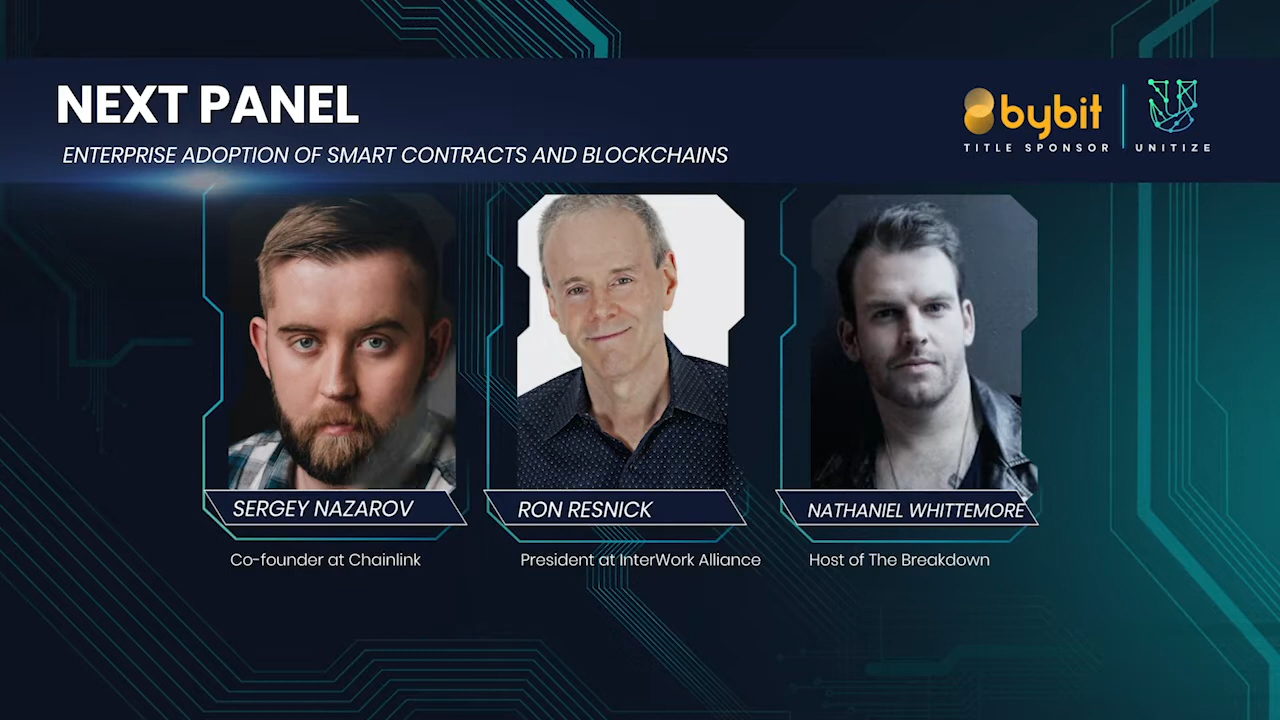 NEXT PANEL
ENTERPRISE ADOPTION OF SMART CONTRACTS AND BLOCKCHAINS
bybit
TITLE SPONSOR
UNITIZE
SERGEY NAZAROV
Co-founder at Chainlink
RON RESNICK
President at InterWork Alliance
NATHANIEL WHITTEMORE
Host of The Breakdown